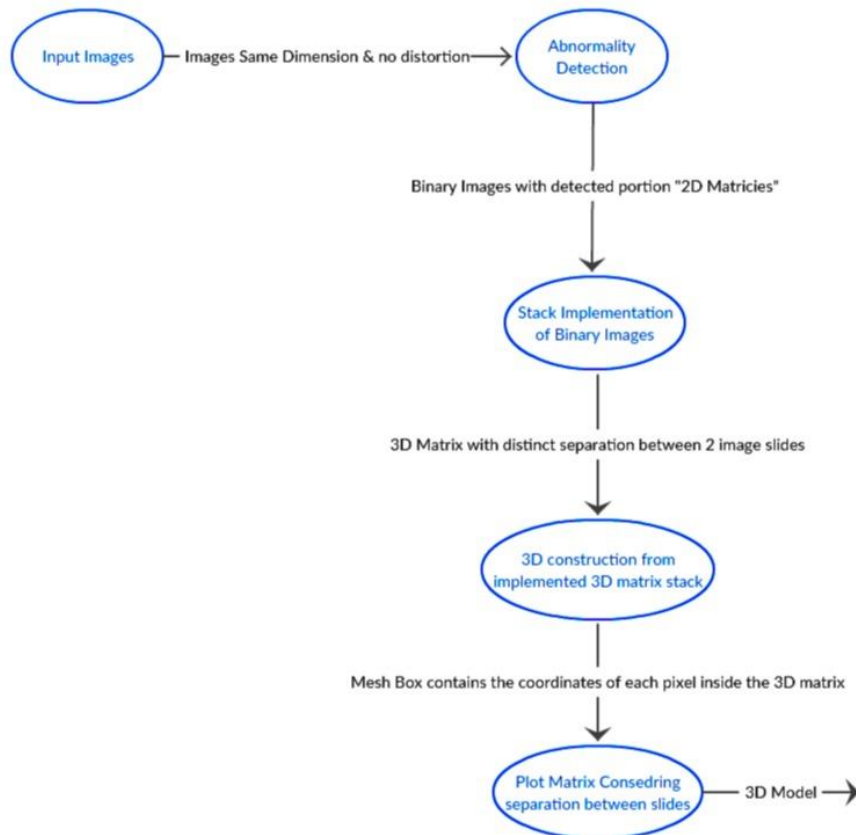 Input Images
Images Same Dimension & no distortion
Abnormality
Detection
Binary Images with detected portion "2D Matricies"
Stack Implementation
of Binary Images
3D Matrix with distinct separation between 2 image slides
3D construction from
implemented 3D matrix stack
Mesh Box contains the coordinates of each pixel inside the 3D matrix
Plot Matrix Consedring
separation between slides
3D Model